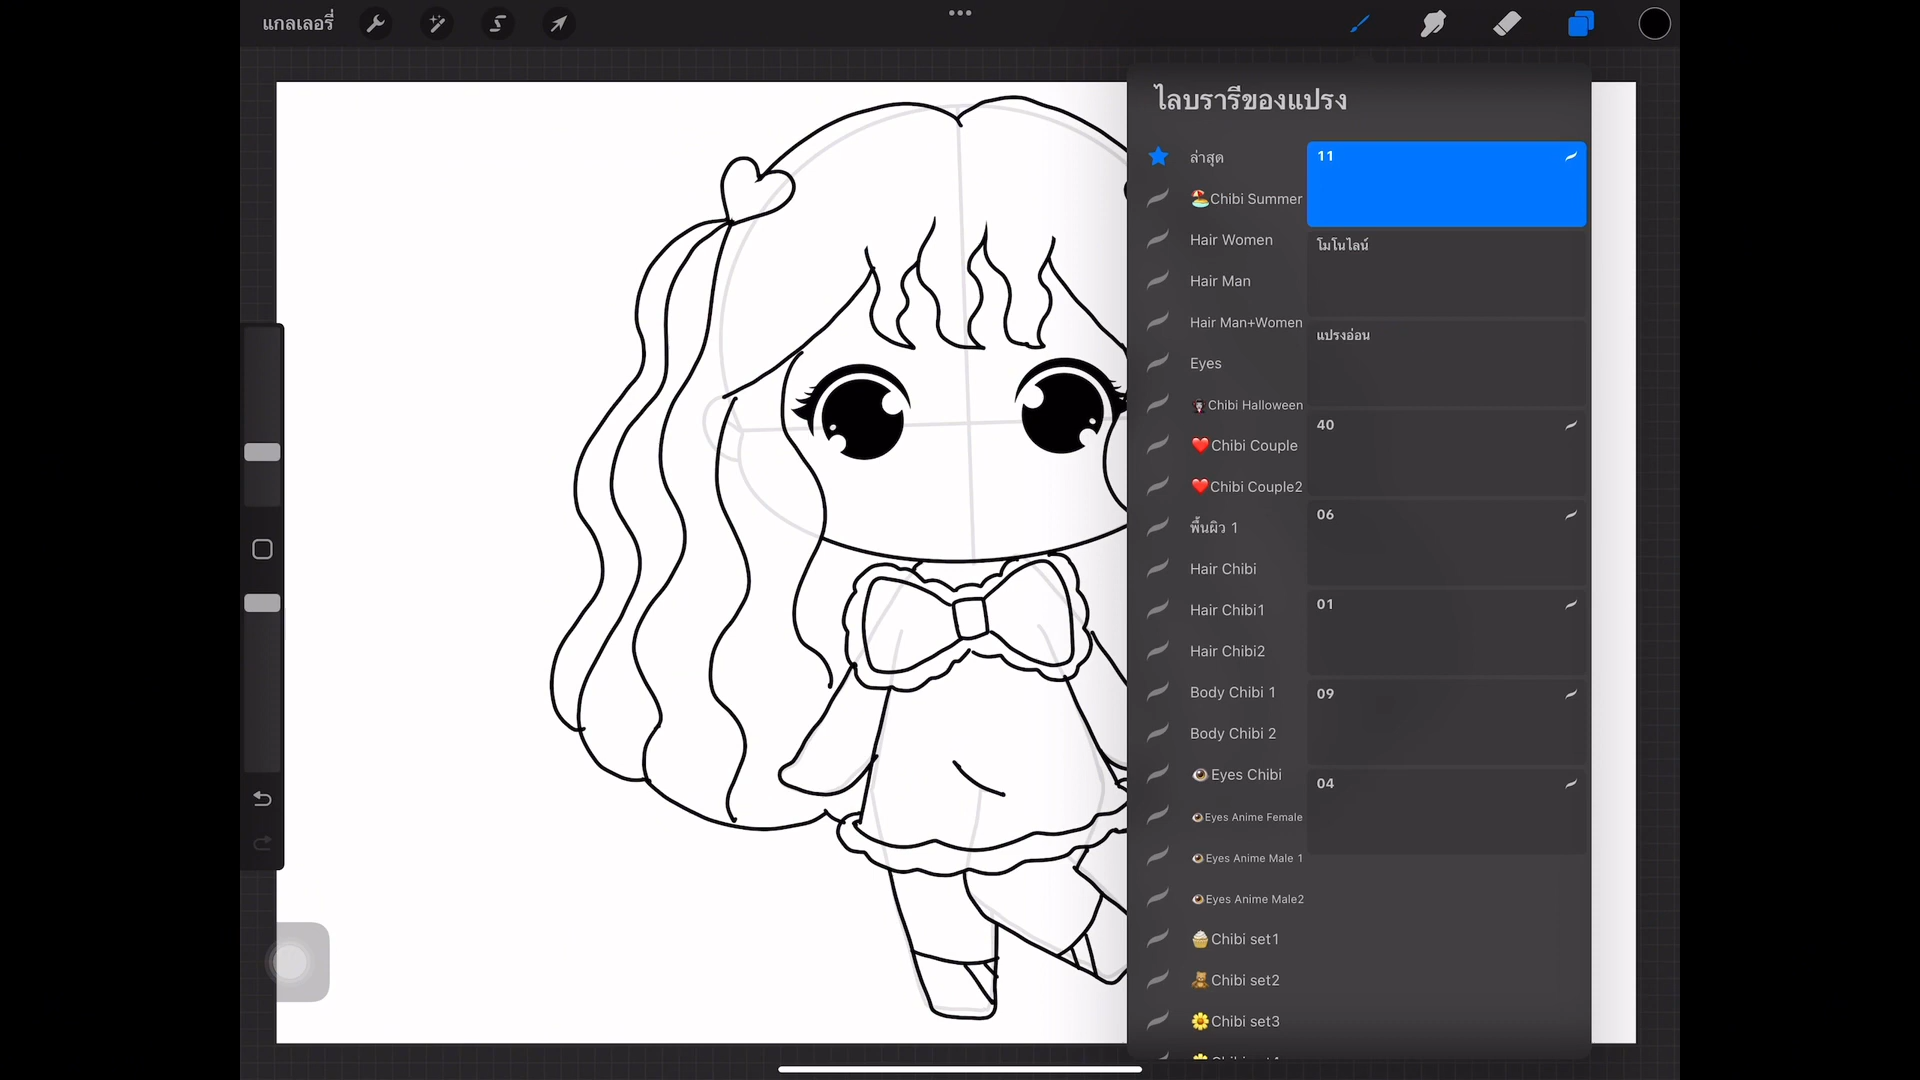 แกลเลอรี่
ไลบรารีของแปรง
ล่าสุด
Chibi Summer
Hair Women
Hair Man
Hair Man+Women
Eyes
Chibi Halloween
Chibi Couple
Chibi Couple2
พื้นผิว 1
Hair Chibi
Hair Chibi1
Hair Chibi2
Body Chibi 1
Body Chibi 2
Eyes Chibi
Eyes Anime Female
Eyes Anime Male 1
Eyes Anime Male2
Chibi set1
Chibi set2
Chibi set3
11
โมโนไลน์
แปรงอ่อน
40
06
01
09
04